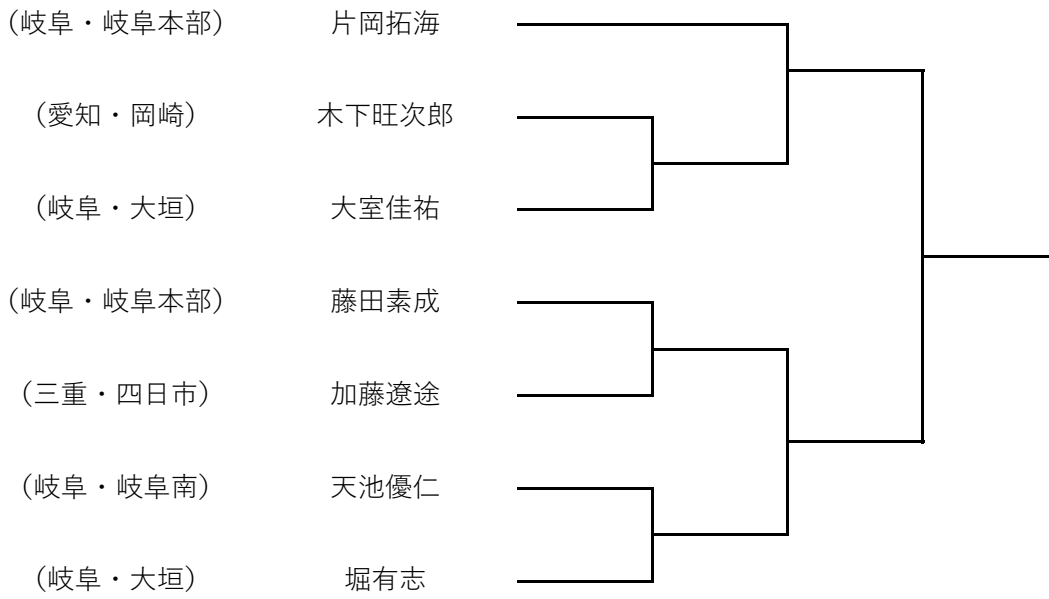 （岐阜・岐阜本部） 片岡拓海
（愛知・岡崎） 木下旺次郎
（岐阜・大垣） 大室佳祐
（岐阜・岐阜本部） 藤田素成
（三重・四日市） 加藤遼途
（岐阜・岐阜南） 天池優仁
（岐阜・大垣） 堀有志